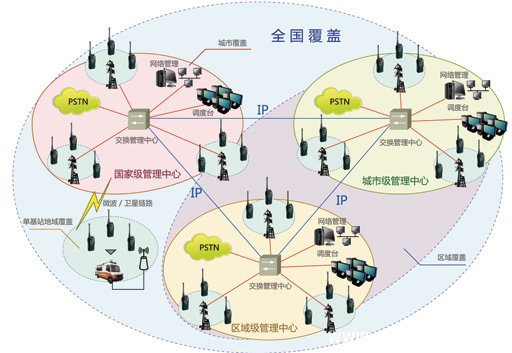 全国覆盖
城市覆盖
网络管理
PSTN
调度台
交换管理中心
国家级管理中心
IP
网络管理
PSTN
调度台
交换管理中心
城市级管理中心
微波 / 卫星链路
单基站地域覆盖
IP
IP
区域覆盖
网络管理
PSTN
调度台
交换管理中心
区域级管理中心